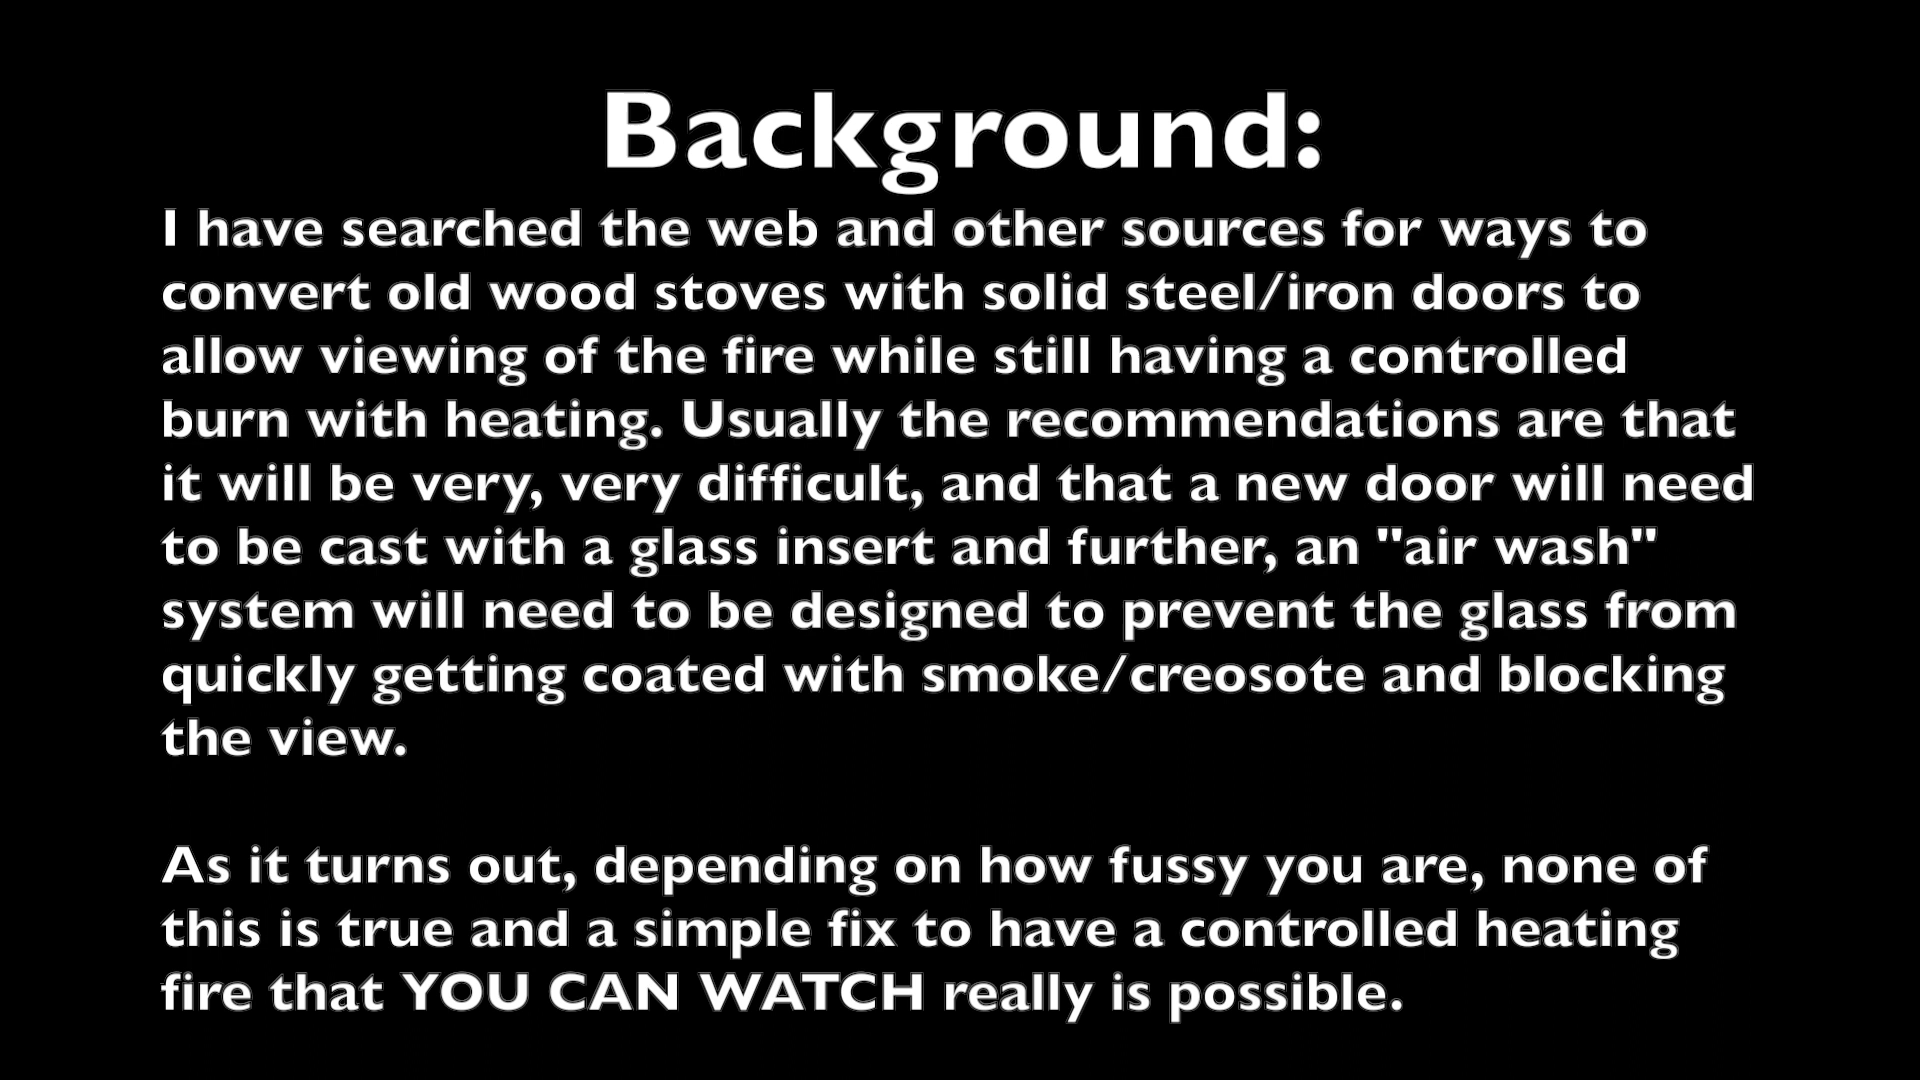 Background:
I have searched the web and other sources for ways to
convert old wood stoves with solid steel/iron doors to
allow viewing of the fire while still having a controlled
burn with heating. Usually the recommendations are that
it will be very, very difficult, and that a new door will need
to be cast with a glass insert and further, an "air wash"
system will need to be designed to prevent the glass from
quickly getting coated with smoke/creosote and blocking
the view.
As it turns out, depending on how fussy you are, none of
this is true and a simple fix to have a controlled heating
fire that YOU CAN WATCH really is possible.